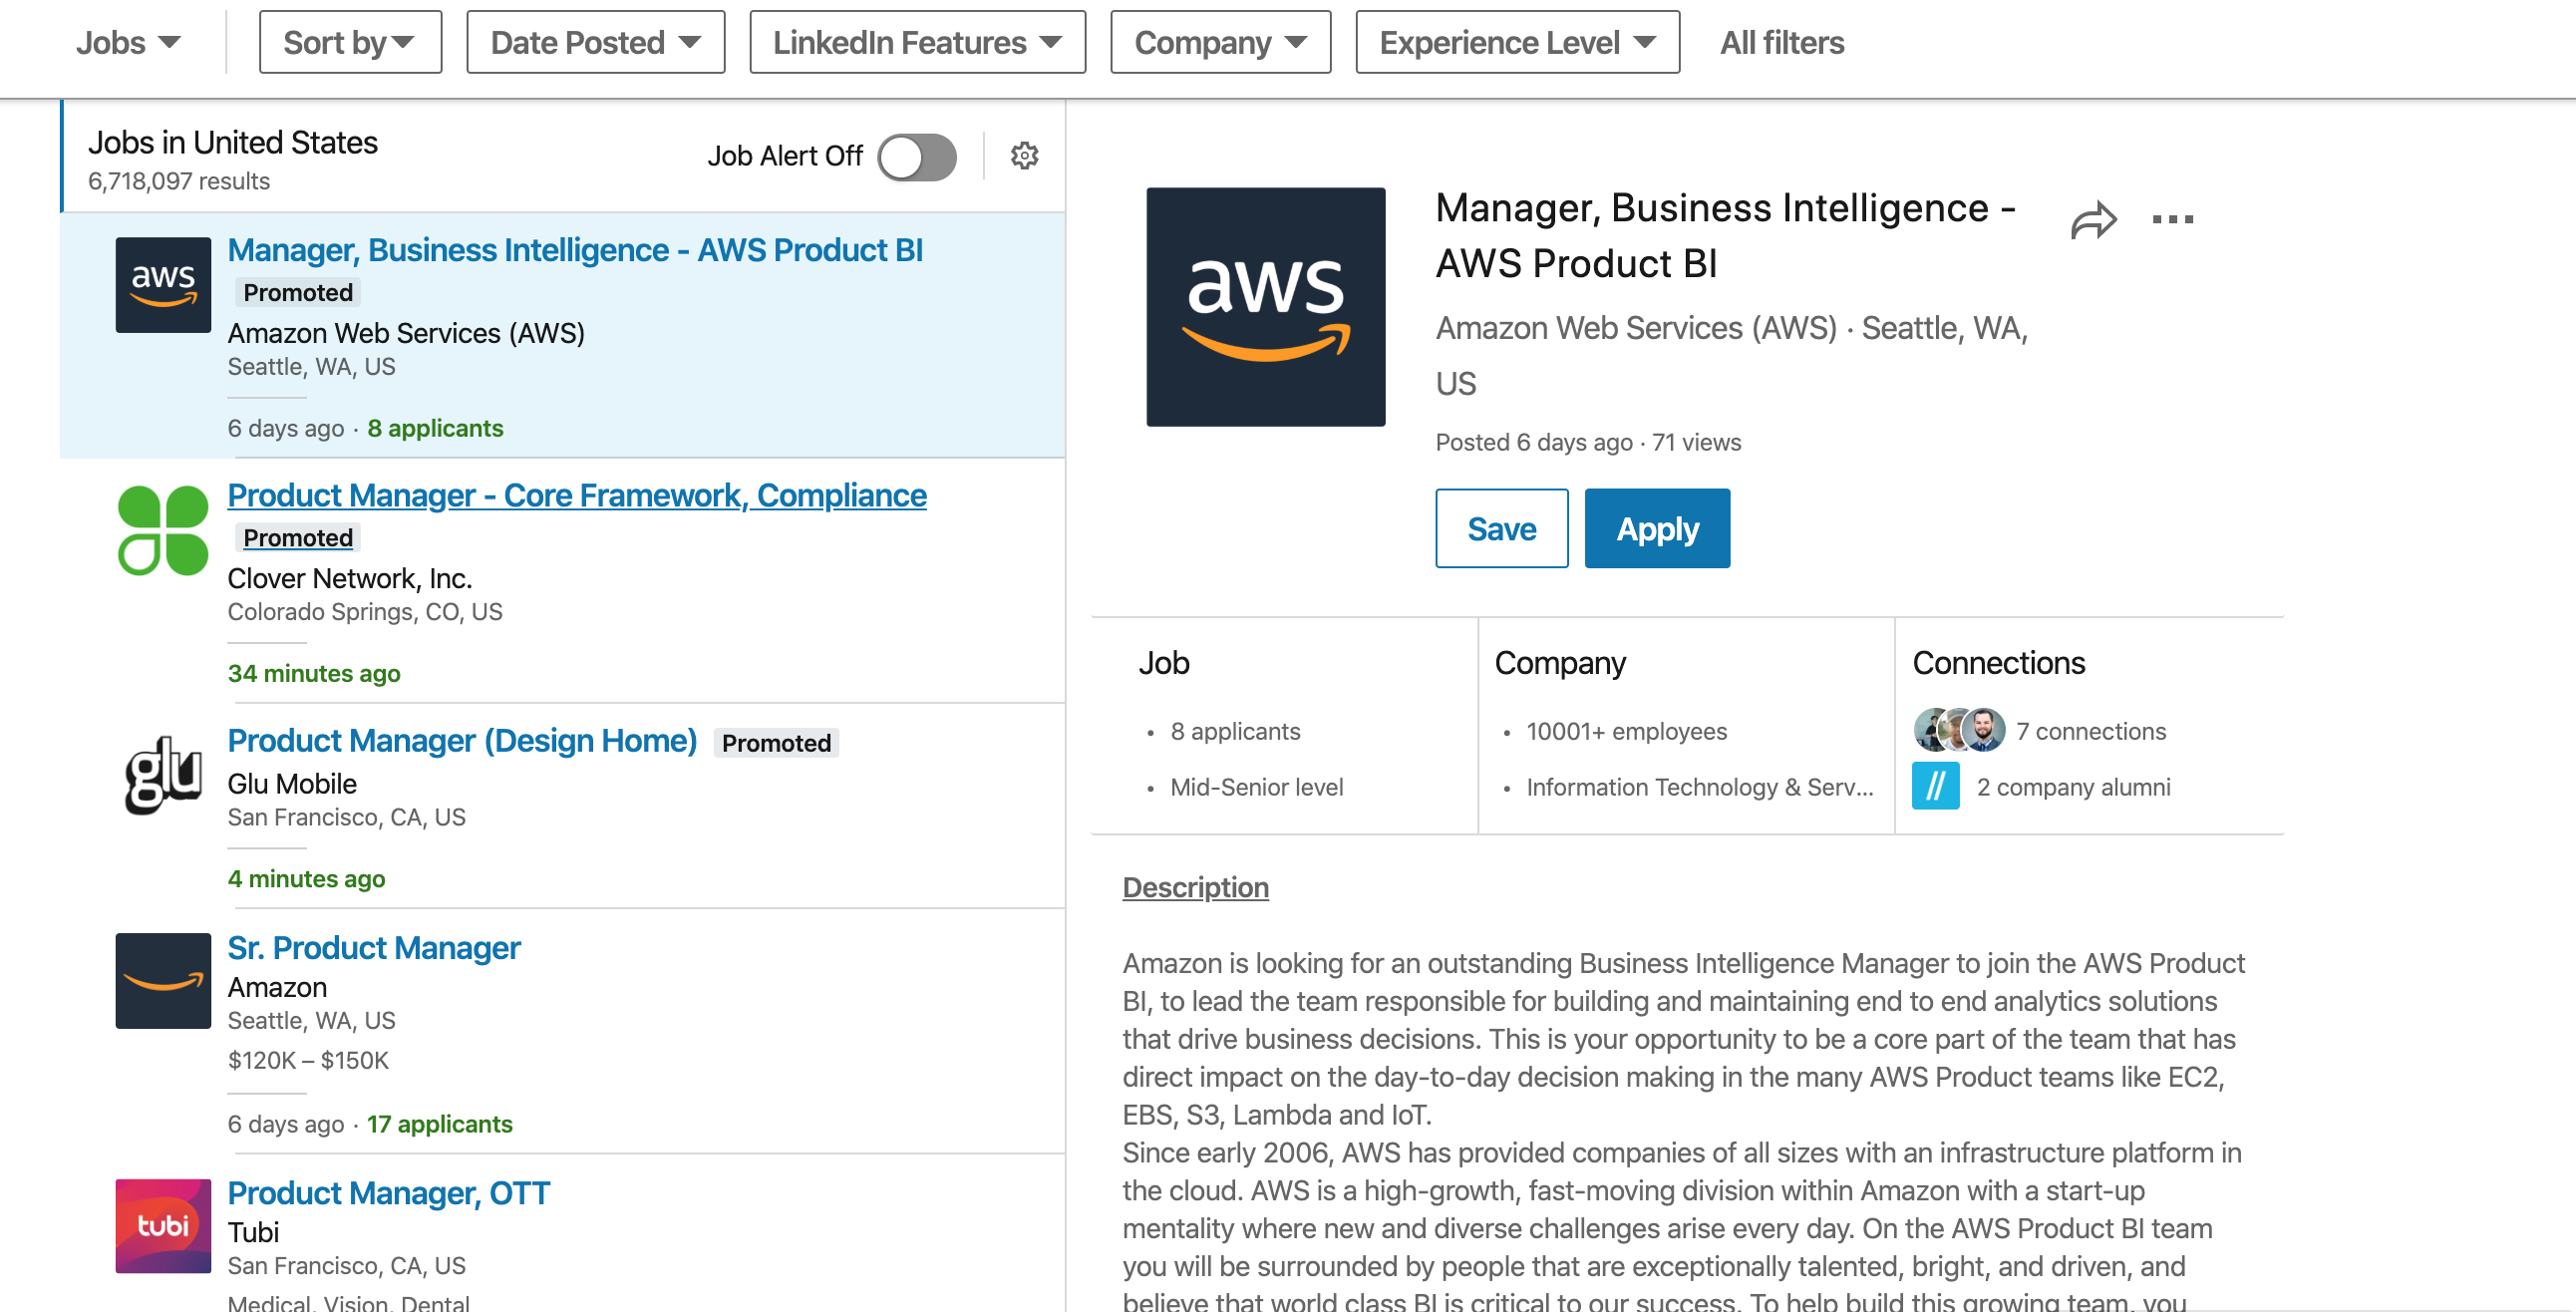 Jobs
Sort by
Date Posted
LinkedIn Features
Company
Experience Level
All filters
Jobs in United States
6,718,097 results
Job Alert Off
aws
Manager, Business Intelligence - AWS Product BI
Promoted
Amazon Web Services (AWS)
Seattle, WA, US
6 days ago · 8 applicants
Product Manager - Core Framework, Compliance
Promoted
Clover Network, Inc.
Colorado Springs, CO, US
34 minutes ago
glu
Product Manager (Design Home) Promoted
Glu Mobile
San Francisco, CA, US
4 minutes ago
Sr. Product Manager
Amazon
Seattle, WA, US
$120K – $150K
6 days ago · 17 applicants
tubi
Product Manager, OTT
Tubi
San Francisco, CA, US
Medical, Vision, Dental
aws
Manager, Business Intelligence -
AWS Product BI
Amazon Web Services (AWS) · Seattle, WA,
US
Posted 6 days ago · 71 views
Save
Apply
Job
• 8 applicants
• Mid-Senior level
Company
• 10001+ employees
• Information Technology & Serv...
Connections
7 connections
2 company alumni
Description
Amazon is looking for an outstanding Business Intelligence Manager to join the AWS Product
BI, to lead the team responsible for building and maintaining end to end analytics solutions
that drive business decisions. This is your opportunity to be a core part of the team that has
direct impact on the day-to-day decision making in the many AWS Product teams like EC2,
EBS, S3, Lambda and IoT.
Since early 2006, AWS has provided companies of all sizes with an infrastructure platform in
the cloud. AWS is a high-growth, fast-moving division within Amazon with a start-up
mentality where new and diverse challenges arise every day. On the AWS Product BI team
you will be surrounded by people that are exceptionally talented, bright, and driven, and
believe that world class BI is critical to our success. To help build this growing team, you